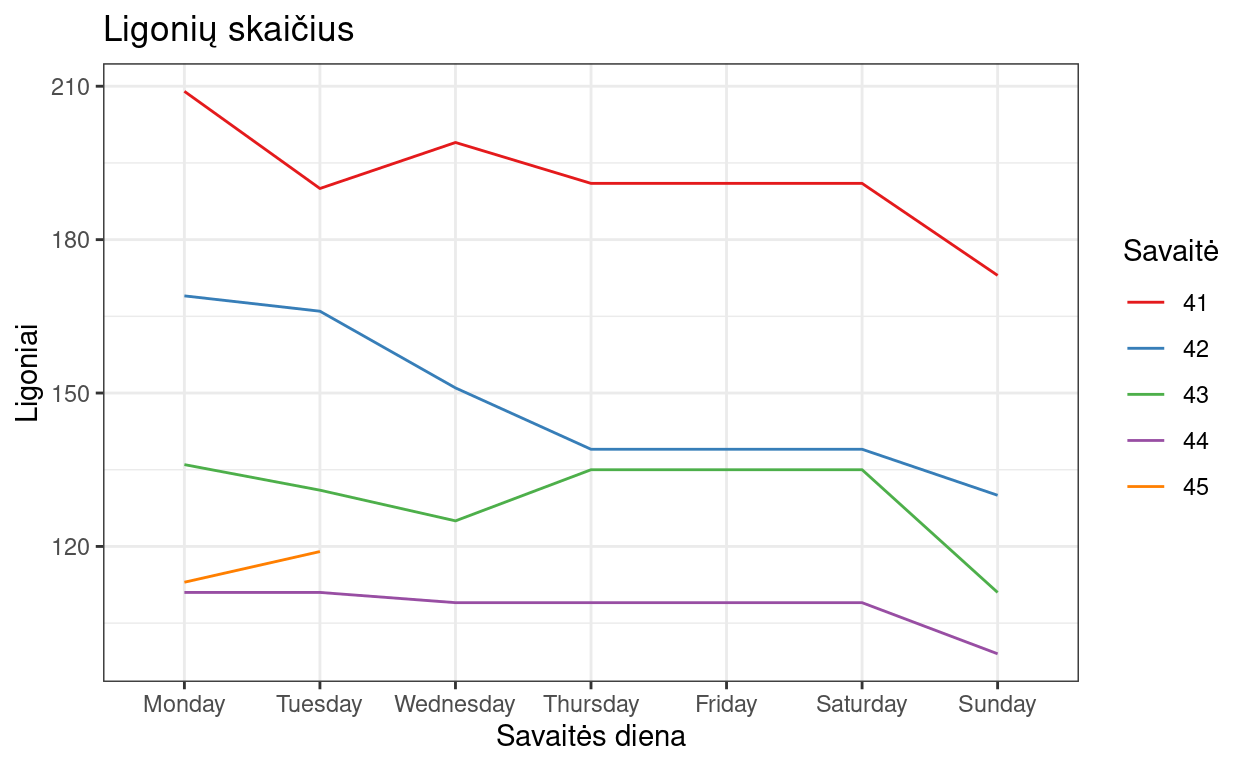 Ligonių skaičius
210
180
150
120
Ligoniai
Monday Tuesday Wednesday Thursday Friday Saturday Sunday
Savaitės diena
Savaitė
41
42
43
44
45